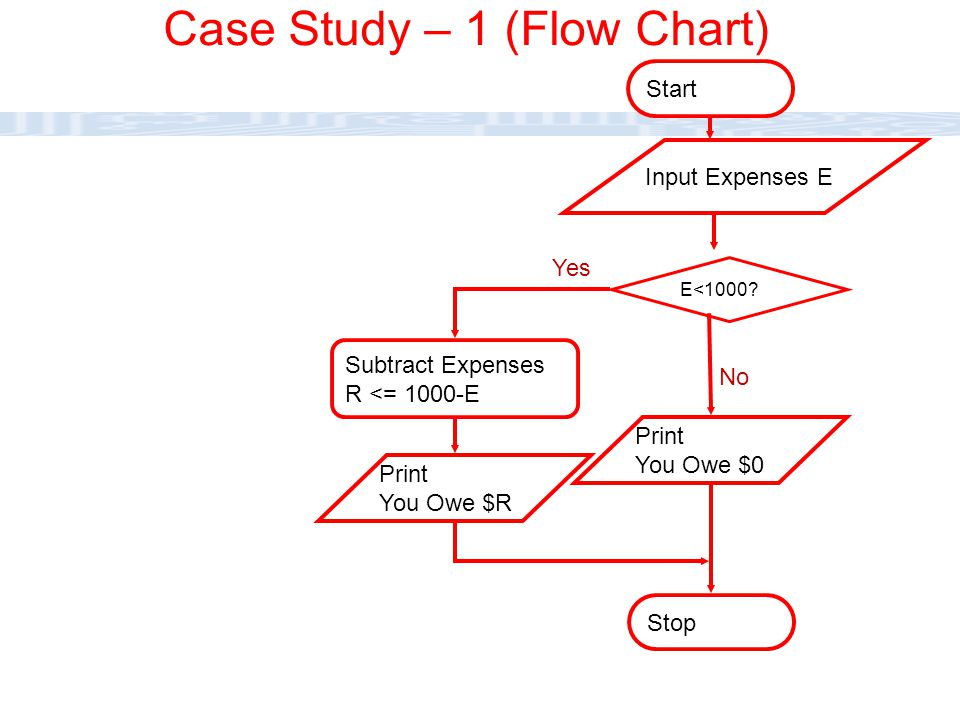 Case Study – 1 (Flow Chart)
Start
Input Expenses E
E<1000?
Yes
Subtract Expenses
R <= 1000-E
Print
You Owe $R
No
Print
You Owe $0
Stop